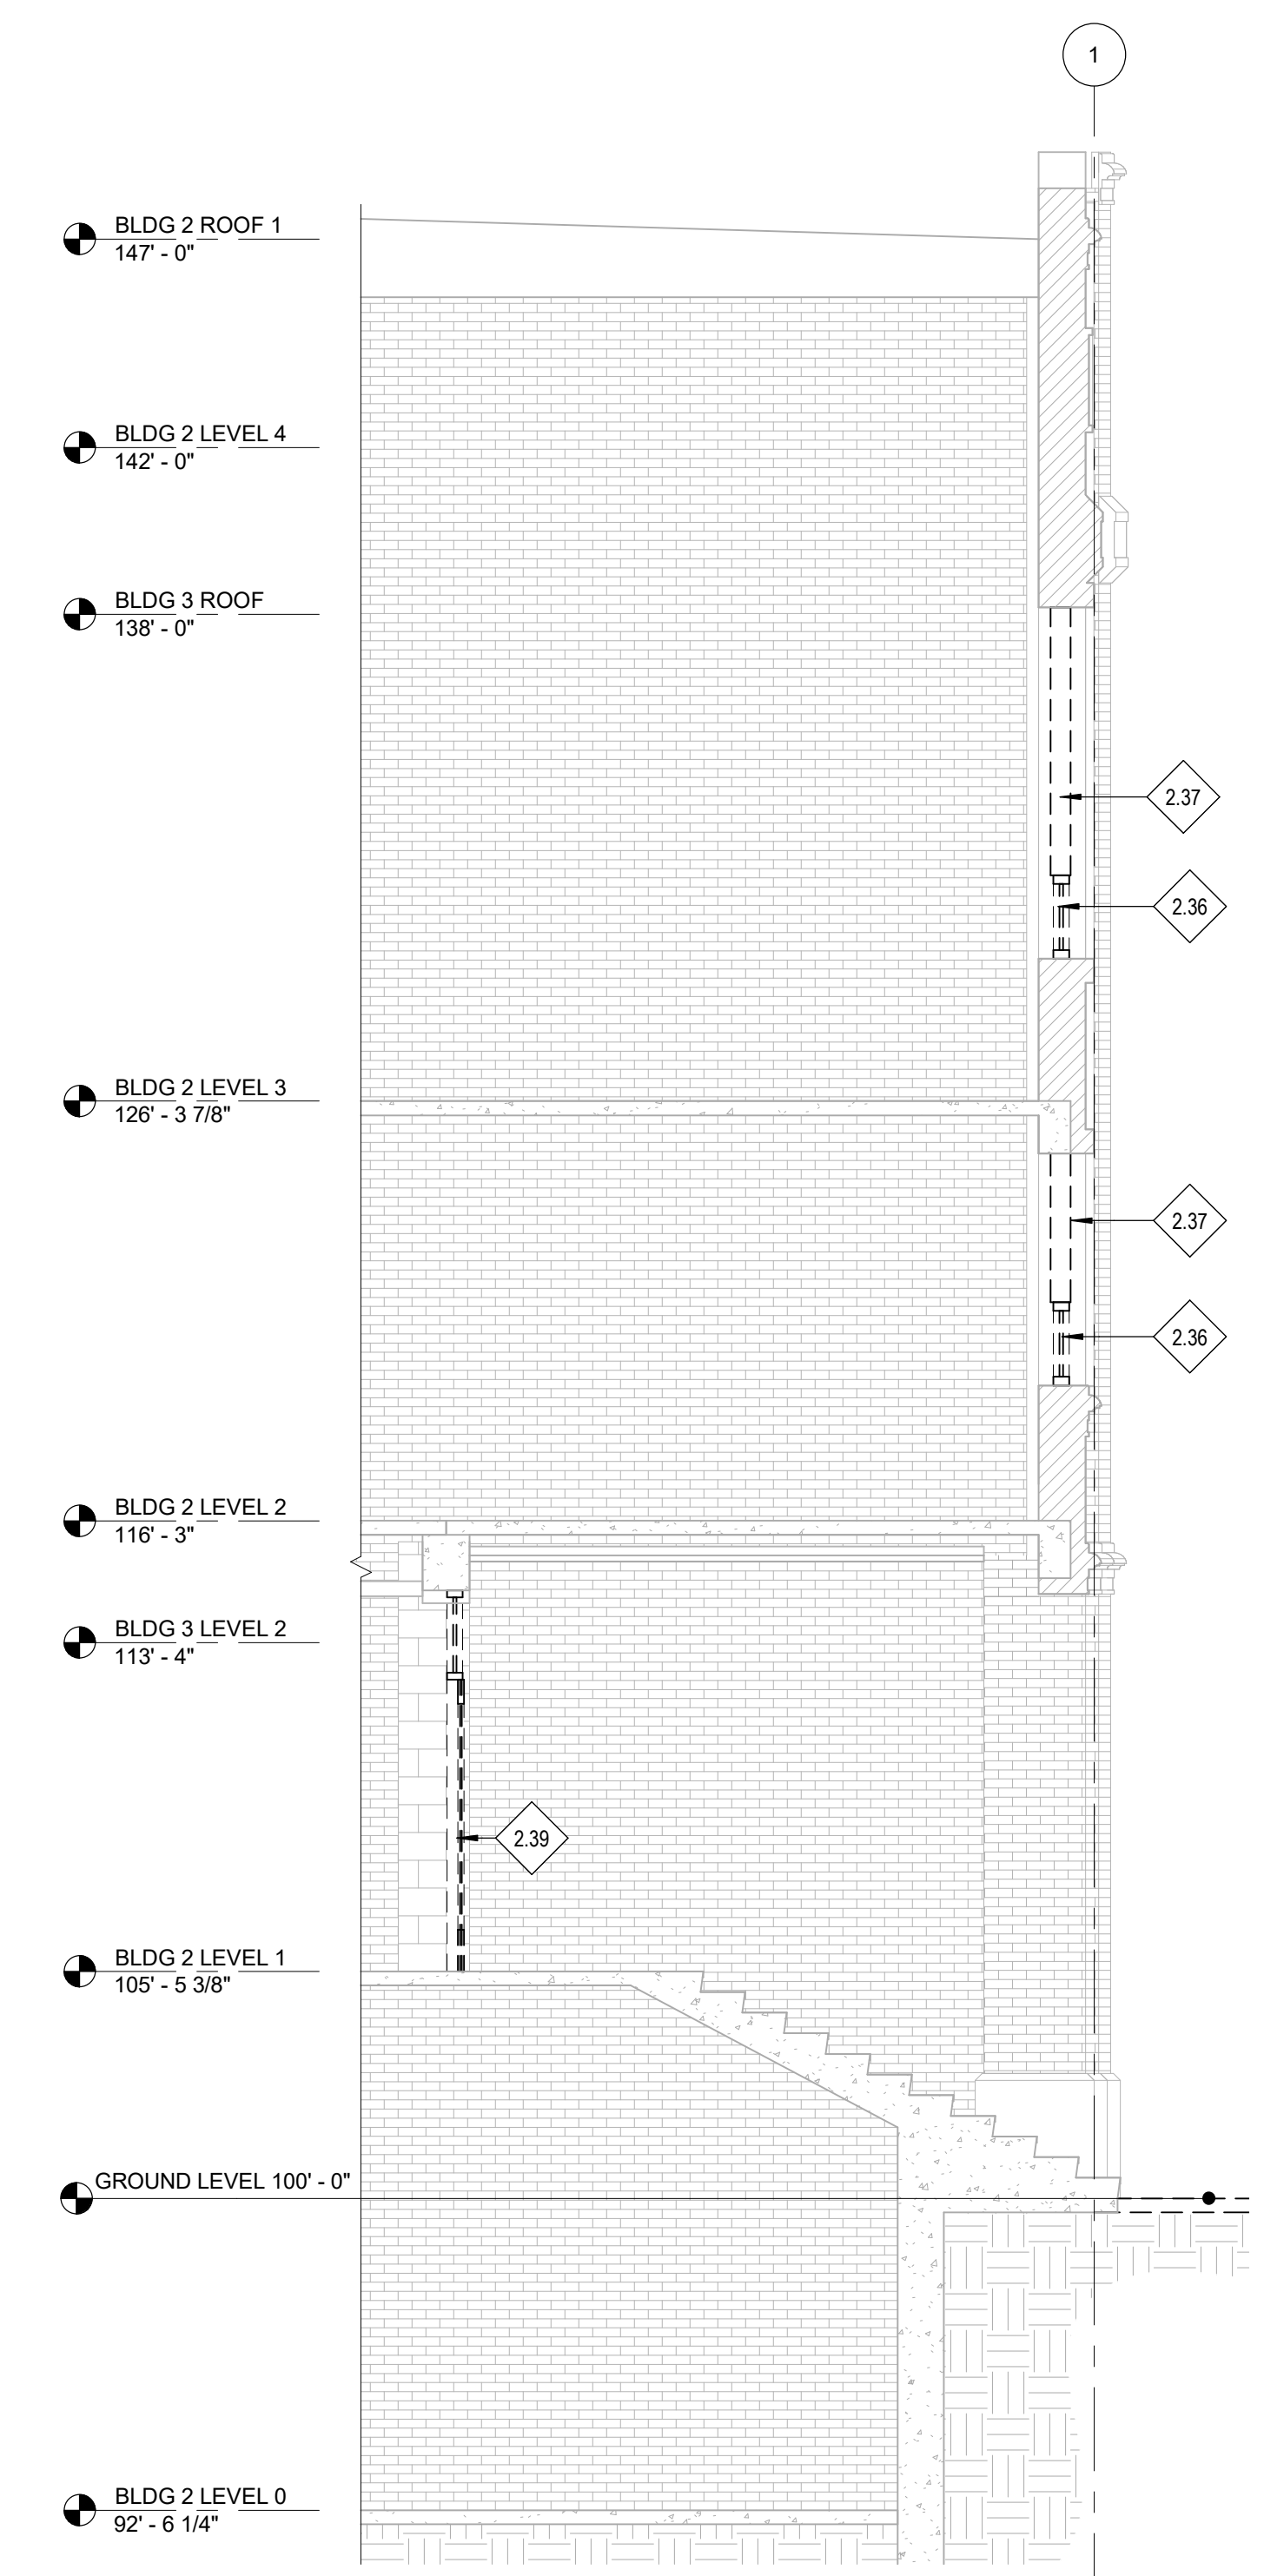 1
BLDG 2 ROOF 1
147' - 0"
BLDG 2 LEVEL 4
142' - 0"
BLDG 3 ROOF
138' - 0"
2.37
2.36
BLDG 2 LEVEL 3
126' - 3 7/8"
2.37
2.36
BLDG 2 LEVEL 2
116' - 3"
BLDG 3 LEVEL 2
113' - 4"
2.39
BLDG 2 LEVEL 1
105' - 5 3/8"
GROUND LEVEL 100' - 0"
BLDG 2 LEVEL 0
92' - 6 1/4"